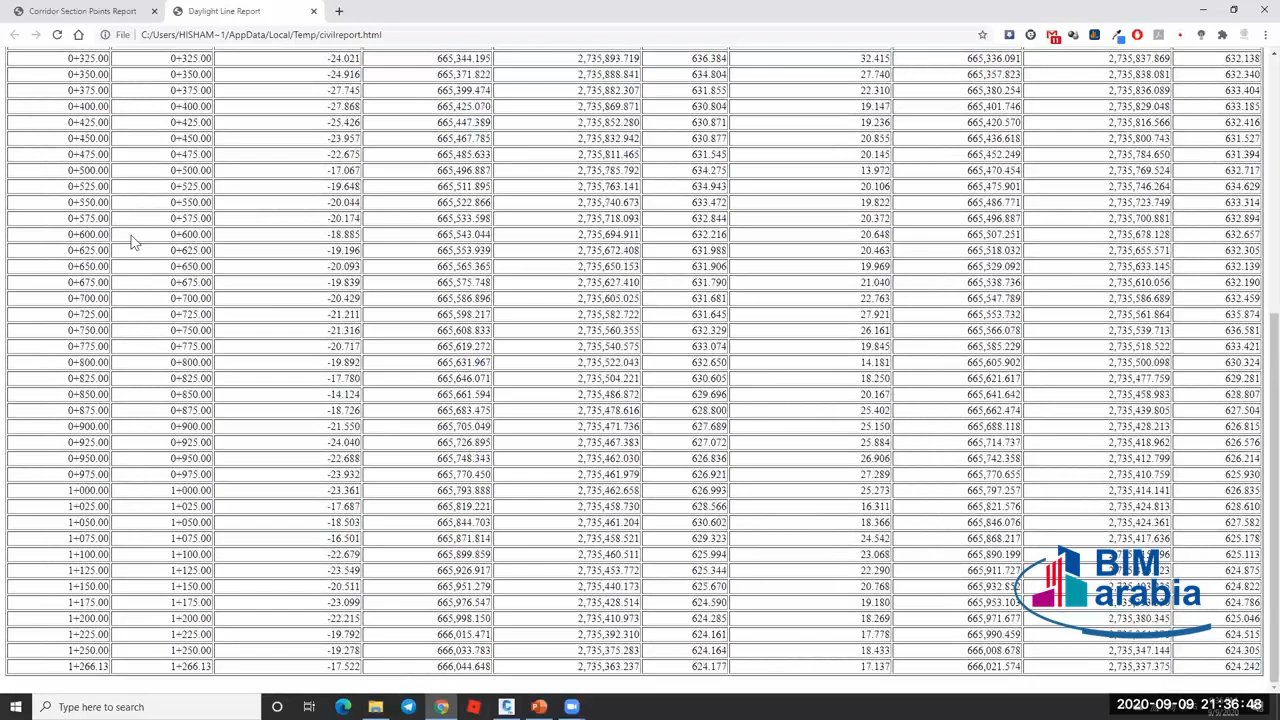 Corridor Section Points Report
Daylight Line Report
File
C:/Users/HISHAM~1/AppData/Local/Temp/civilreport.html
11
0+325.00 0+325.00 -24.021 665,344.195 2,735,893.719 636.384 32.415 665,336.091 2,735,837.869 632.138
0+350.00 0+350.00 -24.916 665,371.822 2,735,888.841 634.804 27.740 665,357.823 2,735,838.081 632.340
0+375.00 0+375.00 -27.745 665,399.474 2,735,882.307 631.855 22.310 665,380.254 2,735,836.089 633.404
0+400.00 0+400.00 -27.868 665,425.070 2,735,869.871 630.804 19.147 665,401.746 2,735,829.048 633.185
0+425.00 0+425.00 -25.426 665,447.389 2,735,852.280 630.871 19.236 665,420.570 2,735,816.566 632.416
0+450.00 0+450.00 -23.957 665,467.785 2,735,832.942 630.877 20.855 665,436.618 2,735,800.743 631.527
0+475.00 0+475.00 -22.675 665,485.633 2,735,811.465 631.545 20.145 665,452.249 2,735,784.650 631.394
0+500.00 0+500.00 -17.067 665,496.887 2,735,785.792 634.275 13.972 665,470.454 2,735,769.524 632.717
0+525.00 0+525.00 -19.648 665,511.895 2,735,763.141 634.943 20.106 665,475.901 2,735,746.264 634.629
0+550.00 0+550.00 -20.044 665,522.866 2,735,740.673 633.472 19.822 665,486.771 2,735,723.749 633.314
0+575.00 0+575.00 -20.174 665,533.598 2,735,718.093 632.844 20.372 665,496.887 2,735,700.881 632.894
0+600.00 0+600.00 -18.885 665,543.044 2,735,694.911 632.216 20.648 665,507.251 2,735,678.128 632.657
0+625.00 0+625.00 -19.196 665,553.939 2,735,672.408 631.988 20.463 665,518.032 2,735,655.571 632.305
0+650.00 0+650.00 -20.093 665,565.365 2,735,650.153 631.906 19.969 665,529.092 2,735,633.145 632.139
0+675.00 0+675.00 -19.839 665,575.748 2,735,627.410 631.790 21.040 665,538.736 2,735,610.056 632.190
0+700.00 0+700.00 -20.429 665,586.896 2,735,605.025 631.681 22.763 665,547.789 2,735,586.689 632.459
0+725.00 0+725.00 -21.211 665,598.217 2,735,582.722 631.645 27.921 665,553.732 2,735,561.864 635.874
0+750.00 0+750.00 -21.316 665,608.833 2,735,560.355 632.329 26.161 665,566.078 2,735,539.713 636.581
0+775.00 0+775.00 -20.717 665,619.272 2,735,540.575 633.074 19.845 665,585.229 2,735,518.522 633.421
0+800.00 0+800.00 -19.892 665,631.967 2,735,522.043 632.650 14.181 665,605.902 2,735,500.098 630.324
0+825.00 0+825.00 -17.780 665,646.071 2,735,504.221 630.605 18.250 665,621.617 2,735,477.759 629.281
0+850.00 0+850.00 -14.124 665,661.594 2,735,486.872 629.696 20.167 665,641.642 2,735,458.983 628.807
0+875.00 0+875.00 -18.726 665,683.475 2,735,478.616 628.800 25.402 665,662.474 2,735,439.805 627.504
0+900.00 0+900.00 -21.550 665,705.049 2,735,471.736 627.689 25.150 665,688.118 2,735,428.213 626.815
0+925.00 0+925.00 -24.040 665,726.895 2,735,467.383 627.072 25.884 665,714.737 2,735,418.962 626.576
0+950.00 0+950.00 -22.688 665,748.343 2,735,462.030 626.836 26.906 665,742.358 2,735,412.799 626.214
0+975.00 0+975.00 -23.932 665,770.450 2,735,461.979 626.921 27.289 665,770.655 2,735,410.759 625.930
1+000.00 1+000.00 -23.361 665,793.888 2,735,462.658 626.993 25.273 665,797.257 2,735,414.141 626.835
1+025.00 1+025.00 -17.687 665,819.221 2,735,458.730 628.566 16.311 665,821.576 2,735,424.813 628.610
1+050.00 1+050.00 -18.503 665,844.703 2,735,461.204 630.602 18.366 665,846.076 2,735,424.361 627.582
1+075.00 1+075.00 -16.501 665,871.814 2,735,458.521 629.323 24.542 665,868.217 2,735,417.636 625.178
1+100.00 1+100.00 -22.679 665,899.859 2,735,460.511 625.994 23.068 665,890.199 625.113
1+125.00 1+125.00 -23.549 665,926.917 2,735,453.772 625.344 22.290 665,911.727 624.875
1+150.00 1+150.00 -20.511 665,951.279 2,735,440.173 625.670 20.768 665,932.852 624.822
1+175.00 1+175.00 -23.099 665,976.547 2,735,428.514 624.590 19.180 665,953.103 624.786
1+200.00 1+200.00 -22.215 665,998.150 2,735,410.973 624.285 18.269 665,971.677 2,735,380.345 625.046
1+225.00 1+225.00 -19.792 666,015.471 2,735,392.310 624.161 17.778 665,990.459 624.515
1+250.00 1+250.00 -19.278 666,033.783 2,735,375.283 624.164 18.433 666,008.678 2,735,347.144 624.305
1+266.13 1+266.13 -17.522 666,044.648 2,735,363.237 624.177 17.137 666,021.574 2,735,337.375 624.242
BIM
arabia
Type here to search
2020-09-09 21:36:48